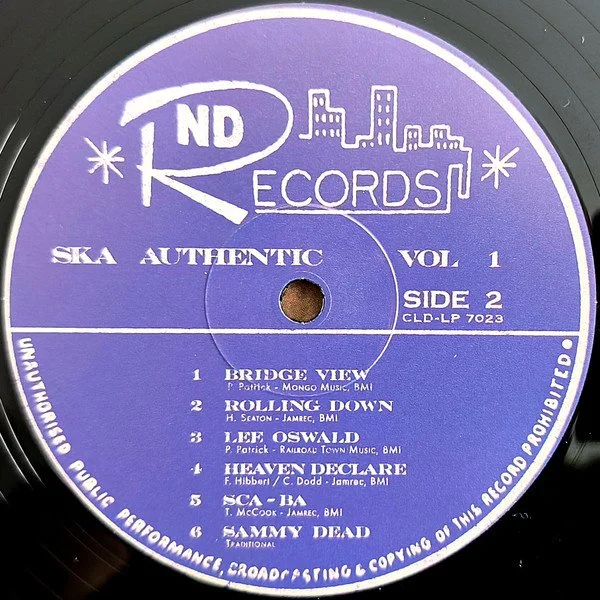 RND
RECORDS
SKA AUTHENTIC VOL 1
SIDE 2
CLD-LP 7023
1 BRIDGE VIEW
P. Patrick - Mongo Music, BMI
2 ROLLING DOWN
H. Seaton - Jamrec, BMI
3 LEE OSWALD
P. Patrick - Railroad Town Music, BMI
4 HEAVEN DECLARE
F. Hibbert / C. Dodd - Jamrec, BMI
5 SCA-BA
T. McCook - Jamrec, BMI
6 SAMMY DEAD
Traditional
UNAUTHORISED PUBLIC PERFORMANCE, BROADCASTING & COPYING OF THIS RECORD PROHIBITED